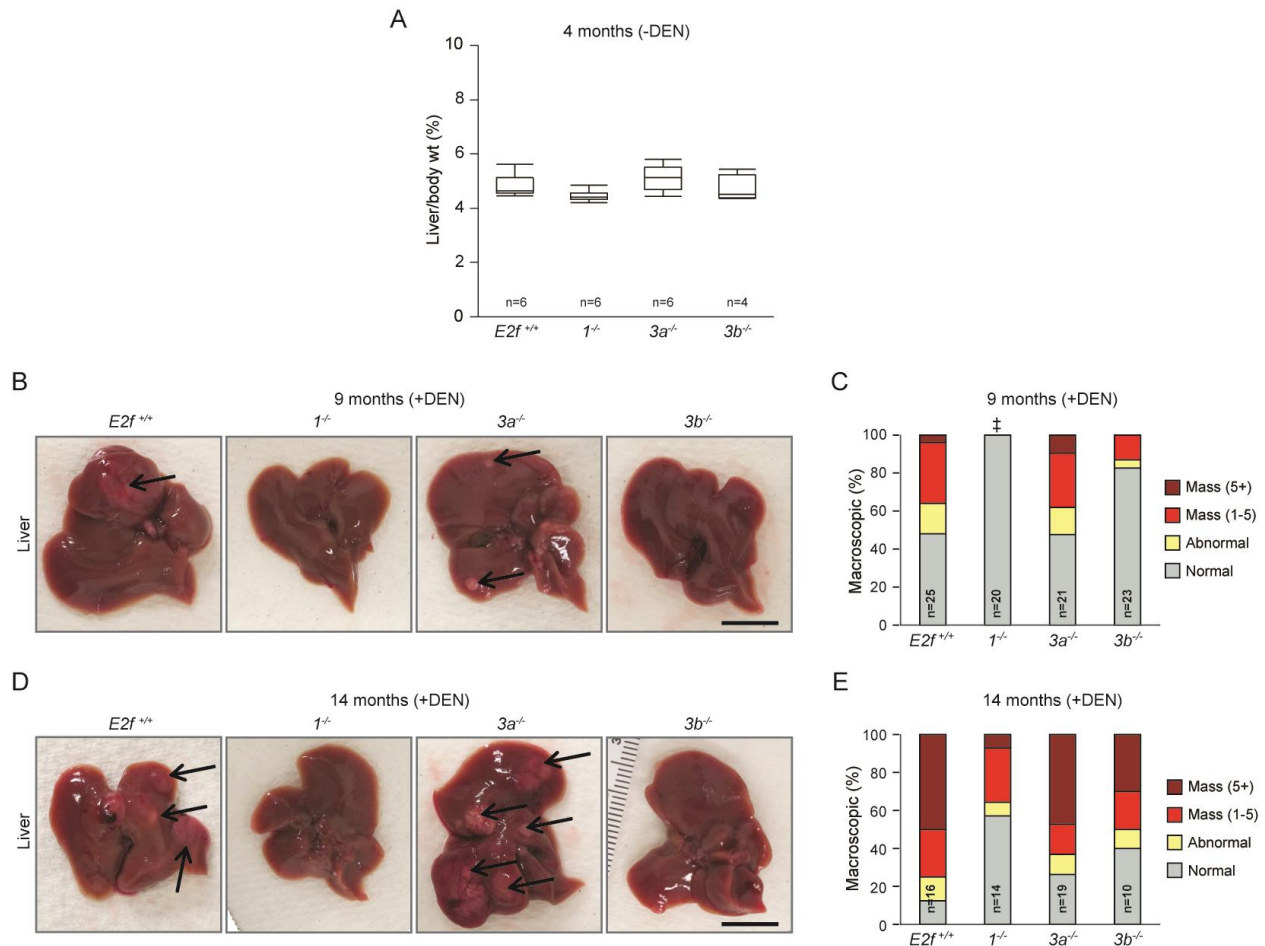 A
4 months (-DEN)
Liver/body wt (%)
10
8
6
4
2
0
n=6
n=6
n=6
n=4
E2f +/+
1-/-
3a-/-
3b-/-
B
9 months (+DEN)
E2f +/+
1-/-
3a-/-
3b-/-
Liver
C
9 months (+DEN)
‡
Macroscopic (%)
100
80
60
40
20
0
n=25
n=20
n=21
n=23
E2f +/+
1-/-
3a-/-
3b-/-
Mass (5+)
Mass (1-5)
Abnormal
Normal
D
14 months (+DEN)
E2f +/+
1-/-
3a-/-
3b-/-
Liver
3
E
14 months (+DEN)
Macroscopic (%)
100
80
60
40
20
0
n=16
n=14
n=19
n=10
E2f +/+
1-/-
3a-/-
3b-/-
Mass (5+)
Mass (1-5)
Abnormal
Normal